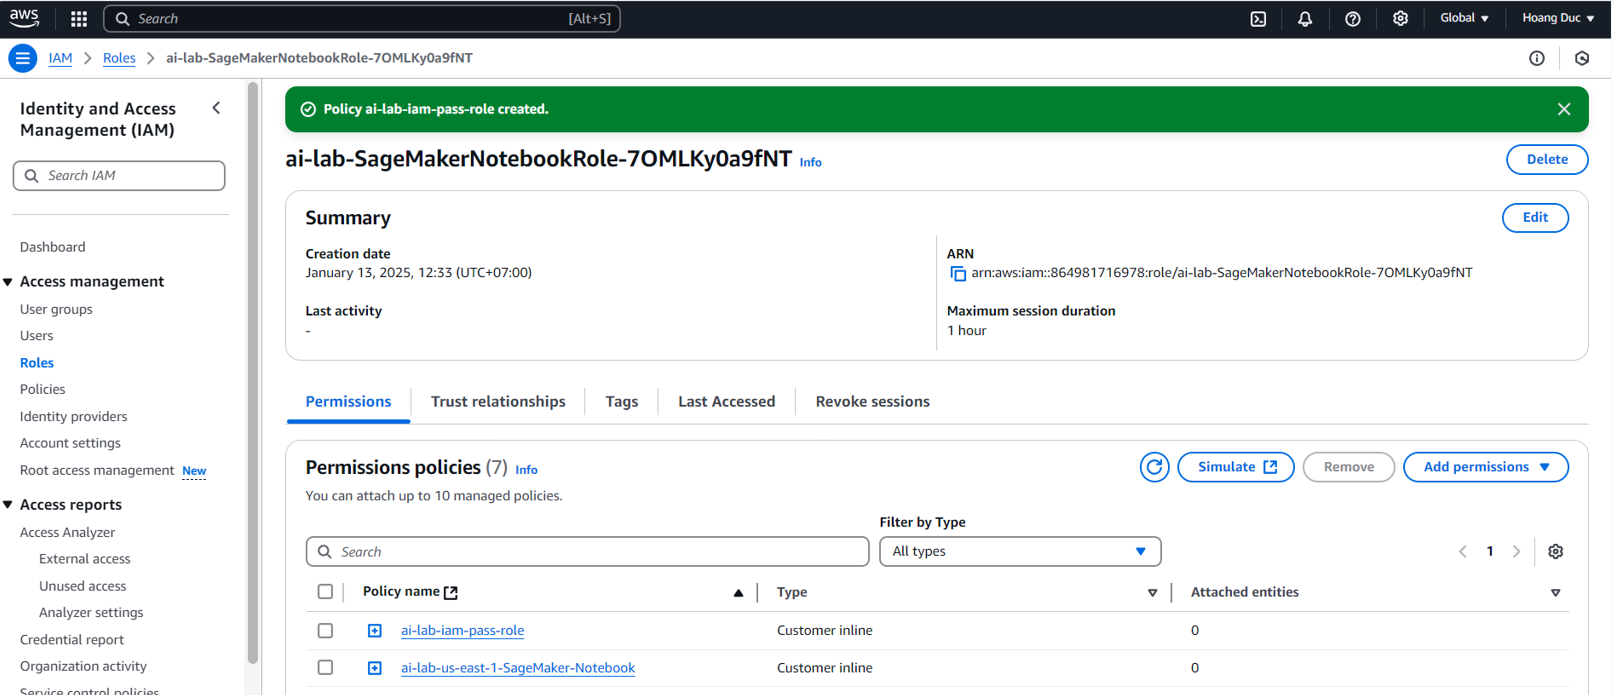 aws
Search [Alt+S]
Global
Hoang Duc
IAM
Roles
ai-lab-SageMakerNotebookRole-7OMLKy0a9fNT
Identity and Access Management (IAM)
Search IAM
Dashboard
Access management
User groups
Users
Roles
Policies
Identity providers
Account settings
Root access management New
Access reports
Access Analyzer
External access
Unused access
Analyzer settings
Credential report
Organization activity
Service control policies
Policy ai-lab-iam-pass-role created.
ai-lab-SageMakerNotebookRole-7OMLKy0a9fNT Info
Delete
Summary
Edit
Creation date
January 13, 2025, 12:33 (UTC+07:00)
Last activity
-
ARN
arn:aws:iam::864981716978:role/ai-lab-SageMakerNotebookRole-7OMLKy0a9fNT
Maximum session duration
1 hour
Permissions
Trust relationships
Tags
Last Accessed
Revoke sessions
Permissions policies (7) Info
You can attach up to 10 managed policies.
Simulate
Remove
Add permissions
Filter by Type
Search
All types
1
Policy name
Type
Attached entities
ai-lab-iam-pass-role
Customer inline
0
ai-lab-us-east-1-SageMaker-Notebook
Customer inline
0